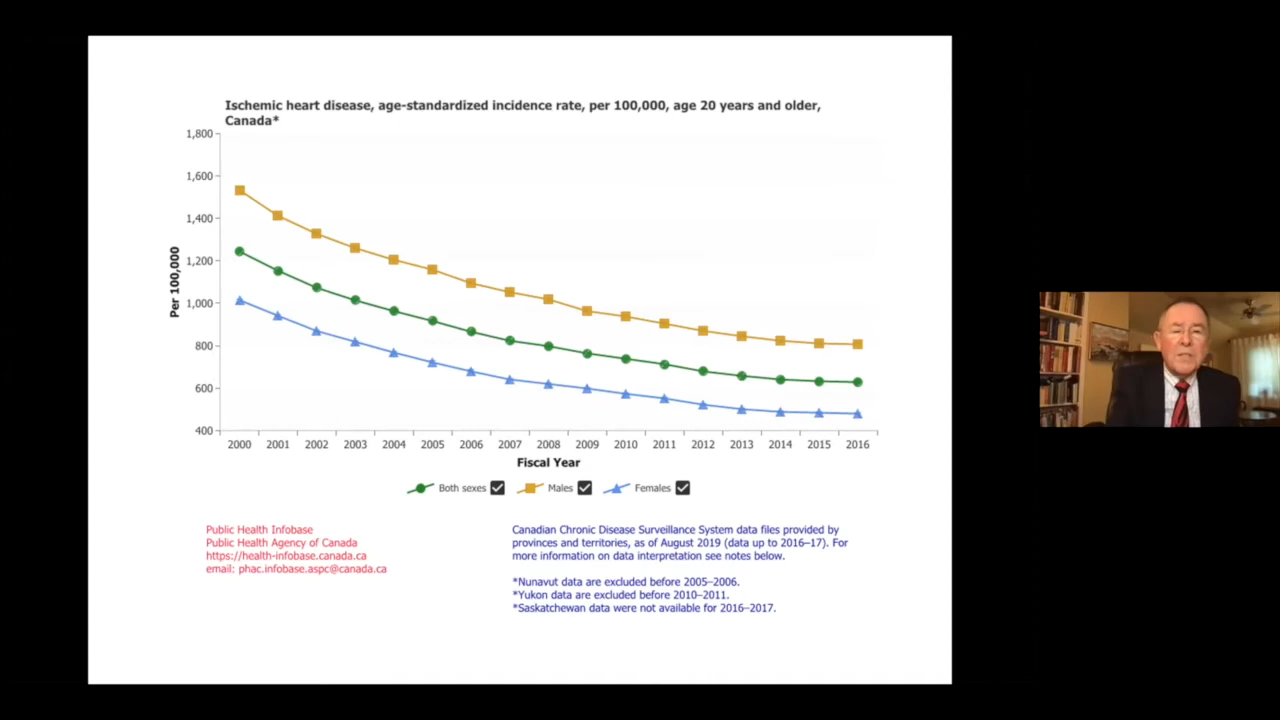 Ischemic heart disease, age-standardized incidence rate, per 100,000, age 20 years and older,
Canada*
1,800
1,600
1,400
1,200
1,000
800
600
400
Per 100,000
2000 2001 2002 2003 2004 2005 2006 2007 2008 2009 2010 2011 2012 2013 2014 2015 2016
Fiscal Year
Both sexes Males Females
Public Health Infobase
Public Health Agency of Canada
https://health-infobase.canada.ca
email: phac.infobase.aspc@canada.ca
Canadian Chronic Disease Surveillance System data files provided by
provinces and territories, as of August 2019 (data up to 2016–17). For
more information on data interpretation see notes below.
*Nunavut data are excluded before 2005–2006.
*Yukon data are excluded before 2010–2011.
*Saskatchewan data were not available for 2016–2017.